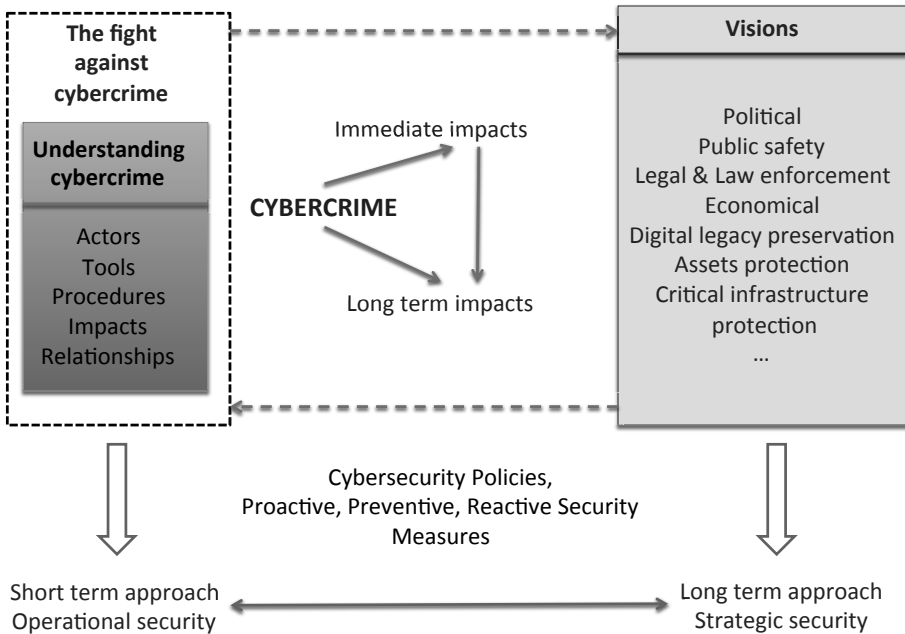 The fight
against
cybercrime
Understanding
cybercrime
Actors
Tools
Procedures
Impacts
Relationships
Immediate impacts
CYBERCRIME
Long term impacts
Visions
Political
Public safety
Legal & Law enforcement
Economical
Digital legacy preservation
Assets protection
Critical infrastructure
protection
...
Cybersecurity Policies,
Proactive, Preventive, Reactive Security
Measures
Short term approach
Operational security
Long term approach
Strategic security